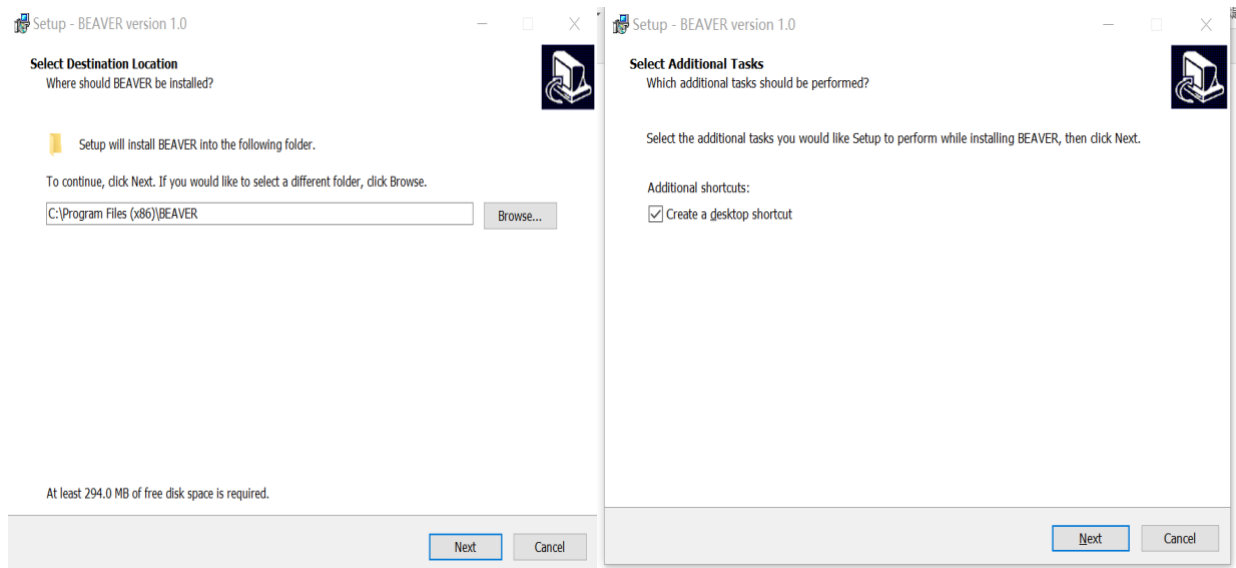 Setup - BEAVER version 1.0
Select Destination Location
Where should BEAVER be installed?
Setup will install BEAVER into the following folder.
To continue, click Next. If you would like to select a different folder, click Browse.
C:\Program Files (x86)\BEAVER
Browse...
At least 294.0 MB of free disk space is required.
Next
Cancel
Setup - BEAVER version 1.0
Select Additional Tasks
Which additional tasks should be performed?
Select the additional tasks you would like Setup to perform while installing BEAVER, then click Next.
Additional shortcuts:
Create a desktop shortcut
Next
Cancel